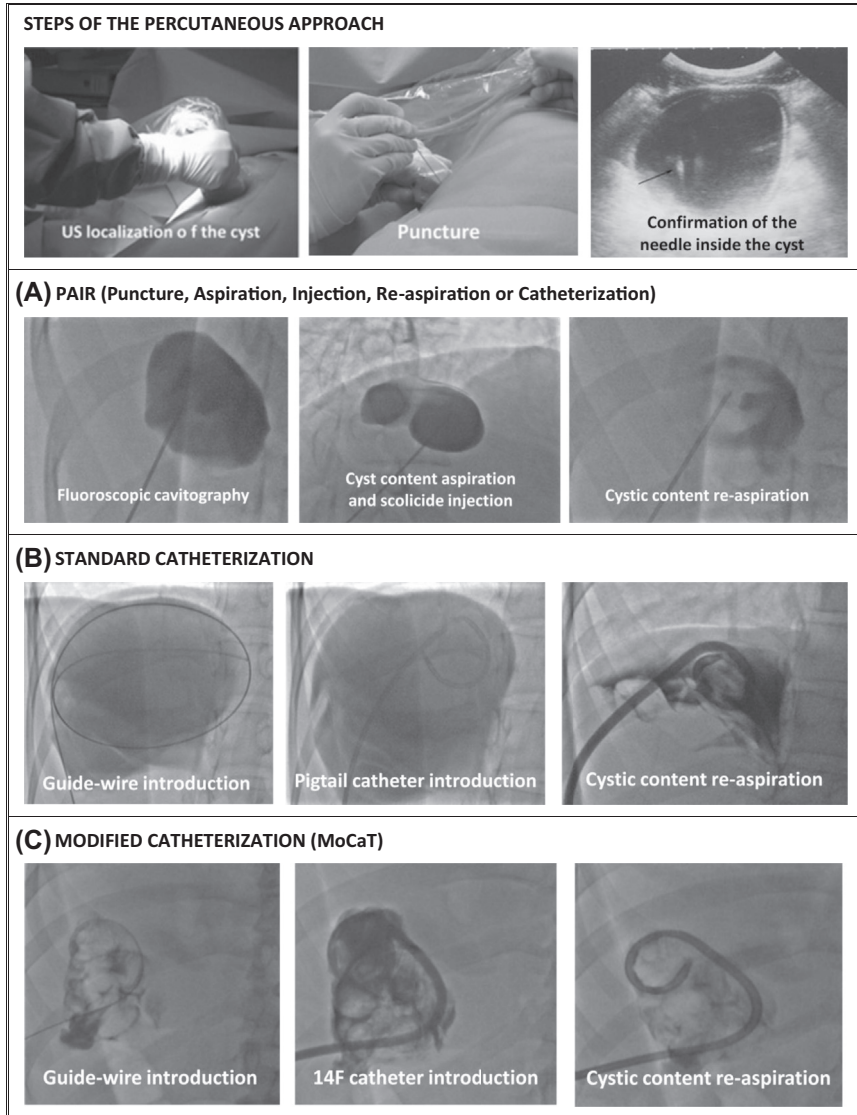 STEPS OF THE PERCUTANEOUS APPROACH
US localization o f the cyst
Puncture
Confirmation of the
needle inside the cyst
(A) PAIR (Puncture, Aspiration, Injection, Re-aspiration or Catheterization)
Fluoroscopic cavitography
Cyst content aspiration
and scolicide injection
Cystic content re-aspiration
(B) STANDARD CATHETERIZATION
Guide-wire introduction
Pigtail catheter introduction
Cystic content re-aspiration
(C) MODIFIED CATHETERIZATION (MoCaT)
Guide-wire introduction
14F catheter introduction
Cystic content re-aspiration